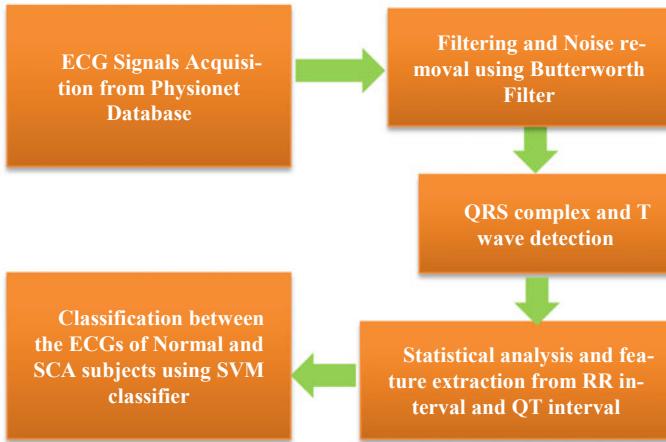 ECG Signals Acquisi-
tion from Physionet
Database
Filtering and Noise re-
moval using Butterworth
Filter
QRS complex and T
wave detection
Statistical analysis and fea-
ture extraction from RR in-
terval and QT interval
Classification between
the ECGs of Normal and
SCA subjects using SVM
classifier